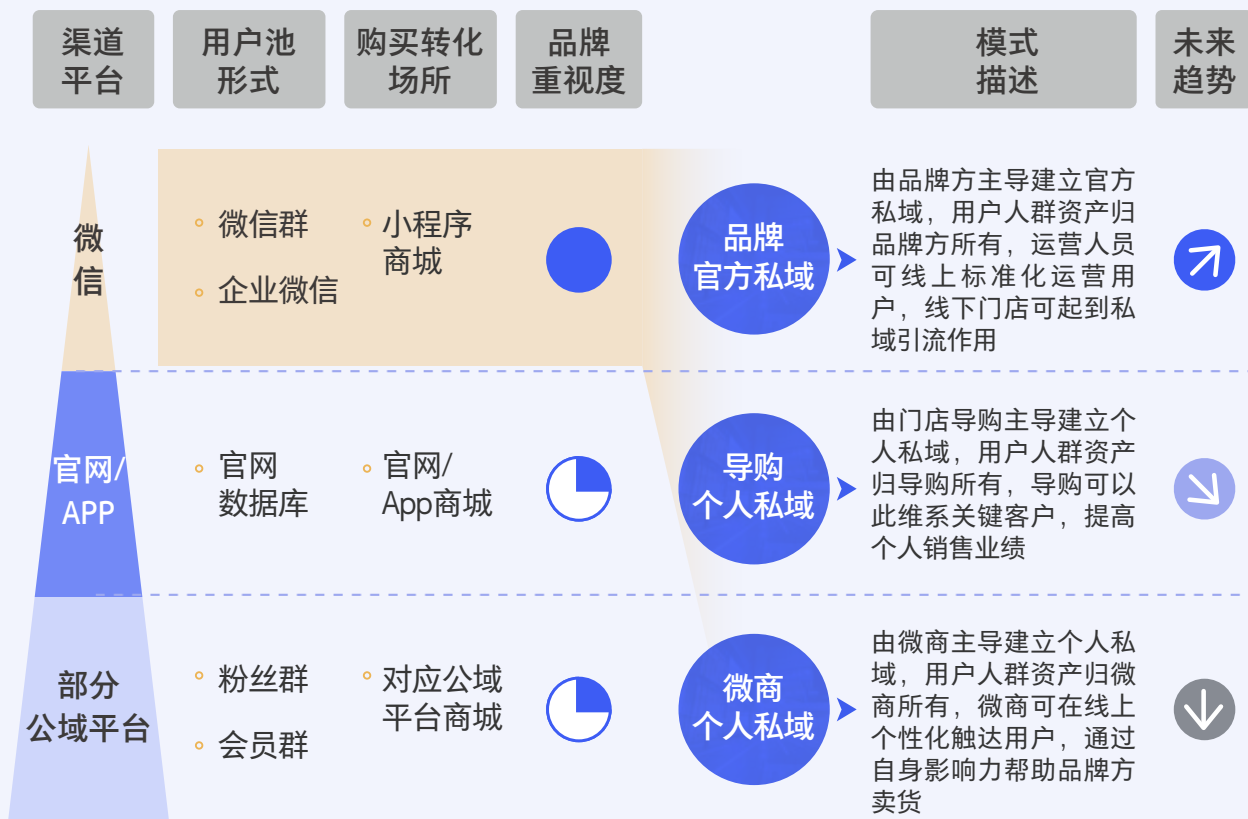 渠道
平台
用户池
形式
购买转化
场所
品牌
重视度
模式
描述
未来
趋势
微
信
微信群
企业微信
小程序
商城
品牌
官方私域
由品牌方主导建立官方
私域，用户人群资产归
品牌方所有，运营人员
可线上标准化运营用
户，线下门店可起到私
域引流作用
官网/
APP
官网
数据库
官网/
App商城
导购
个人私域
由门店导购主导建立个
人私域，用户人群资产
归导购所有，导购可以
此维系关键客户，提高
个人销售业绩
部分
公域平台
粉丝群
会员群
对应公域
平台商城
微商
个人私域
由微商主导建立个人私
域，用户人群资产归微
商所有，微商可在线上
个性化触达用户，通过
自身影响力帮助品牌方
卖货